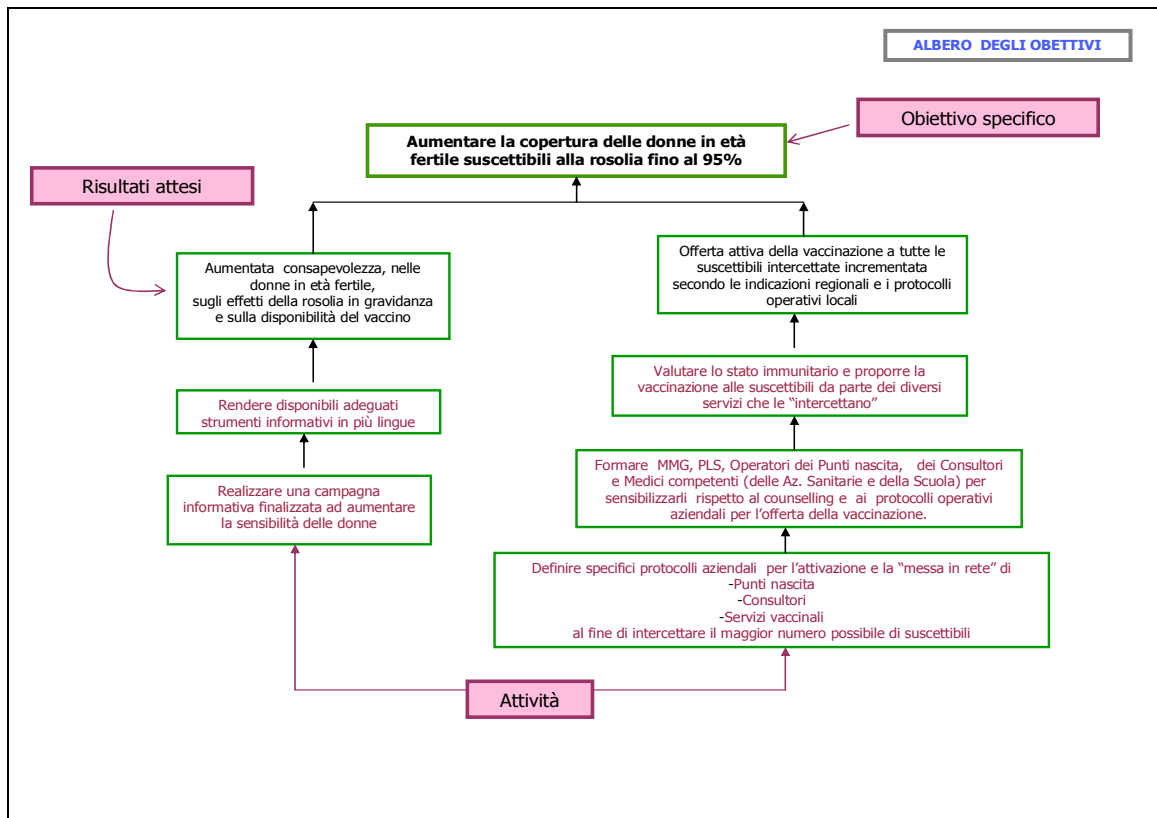 ALBERO DEGLI OBETTIVI
Obiettivo specifico
Aumentare la copertura delle donne in età
fertile suscettibili alla rosolia fino al 95%
Risultati attesi
Aumentata consapevolezza, nelle
donne in età fertile,
sugli effetti della rosolia in gravidanza
e sulla disponibilità del vaccino
Offerta attiva della vaccinazione a tutte le
suscettibili intercettate incrementata
secondo le indicazioni regionali e i protocolli
operativi locali
Rendere disponibili adeguati
strumenti informativi in più lingue
Valutare lo stato immunitario e proporre la
vaccinazione alle suscettibili da parte dei diversi
servizi che le “intercettano”
Realizzare una campagna
informativa finalizzata ad aumentare
la sensibilità delle donne
Formare MMG, PLS, Operatori dei Punti nascita, dei Consultori
e Medici competenti (delle Az. Sanitarie e della Scuola) per
sensibilizzarli rispetto al counselling e ai protocolli operativi
aziendali per l’offerta della vaccinazione.
Definire specifici protocolli aziendali per l’attivazione e la “messa in rete” di
-Punti nascita
-Consultori
-Servizi vaccinali
al fine di intercettare il maggior numero possibile di suscettibili
Attività